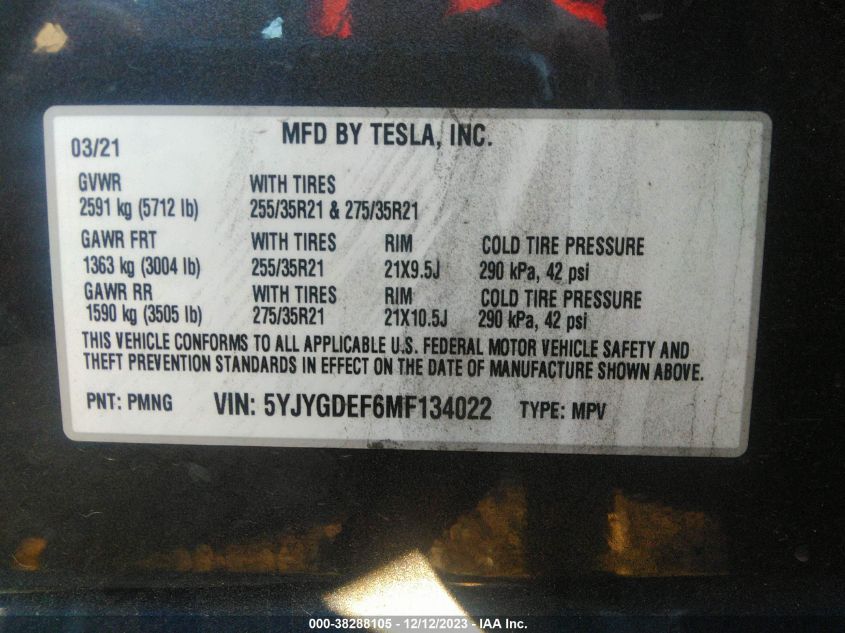 MFD BY TESLA, INC.
03/21
GVWR WITH TIRES
2591 kg (5712 lb) 255/35R21 & 275/35R21
GAWR FRT WITH TIRES RIM COLD TIRE PRESSURE
1363 kg (3004 lb) 255/35R21 21X9.5J 290 kPa, 42 psi
GAWR RR WITH TIRES RIM COLD TIRE PRESSURE
1590 kg (3505 lb) 275/35R21 21X10.5J 290 kPa, 42 psi
THIS VEHICLE CONFORMS TO ALL APPLICABLE U.S. FEDERAL MOTOR VEHICLE SAFETY AND
THEFT PREVENTION STANDARDS IN EFFECT ON THE DATE OF MANUFACTURE SHOWN ABOVE.
PNT: PMNG VIN: 5YJYGDEF6MF134022 TYPE: MPV
000-38288105 - 12/12/2023 - IAA Inc.